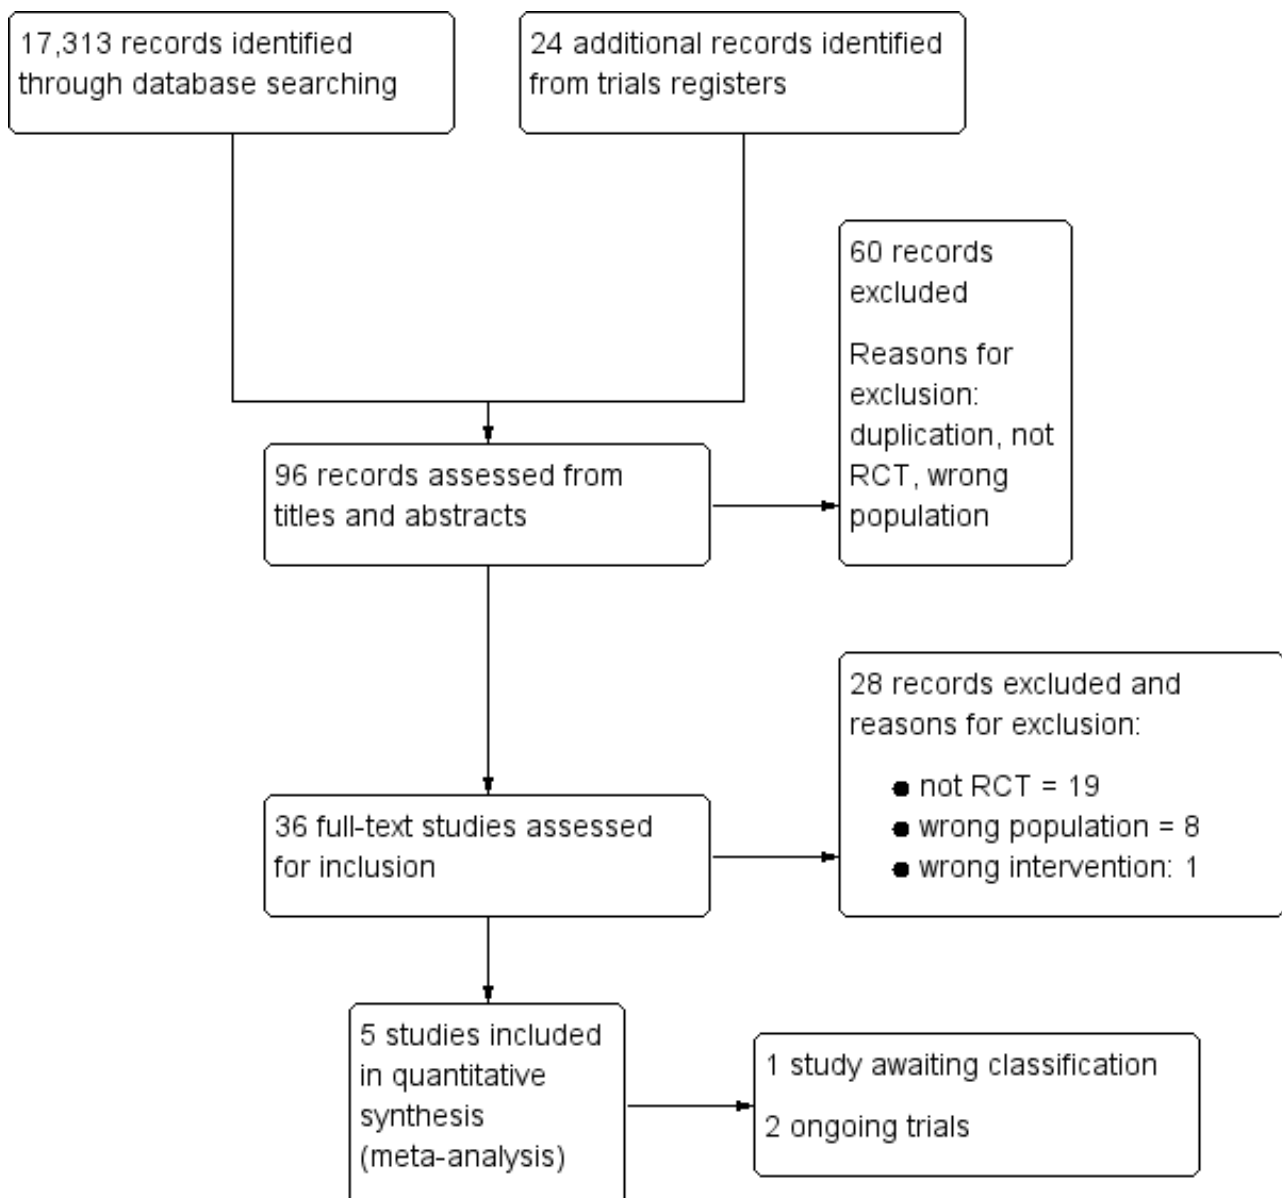 17,313 records identified
through database searching
24 additional records identified
from trials registers
60 records
excluded
Reasons for
exclusion:
duplication, not
RCT, wrong
population
96 records assessed from
titles and abstracts
28 records excluded and
reasons for exclusion:
● not RCT = 19
● wrong population = 8
● wrong intervention: 1
36 full-text studies assessed
for inclusion
5 studies included
in quantitative
synthesis
(meta-analysis)
1 study awaiting classification
2 ongoing trials